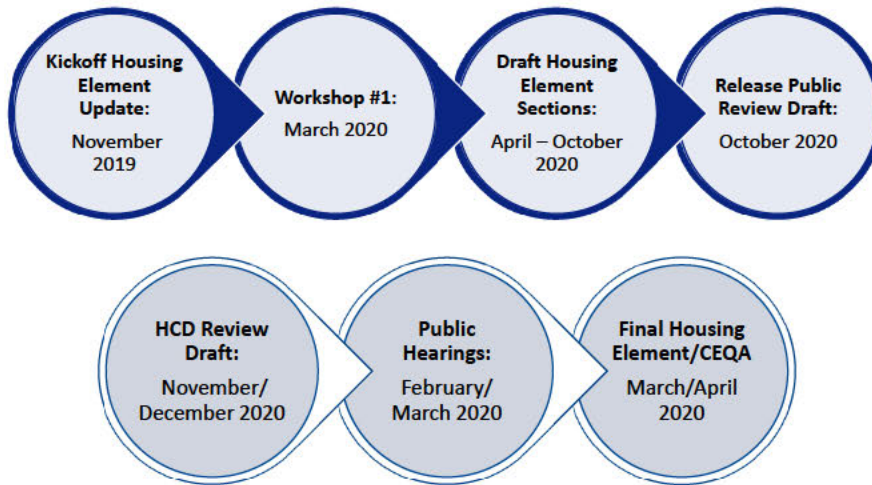 Kickoff Housing
Element
Update:
November
2019
Workshop #1:
March 2020
Draft Housing
Element
Sections:
April – October
2020
Release Public
Review Draft:
October 2020
HCD Review
Draft:
November/
December 2020
Public
Hearings:
February/
March 2020
Final Housing
Element/CEQA
March/April
2020